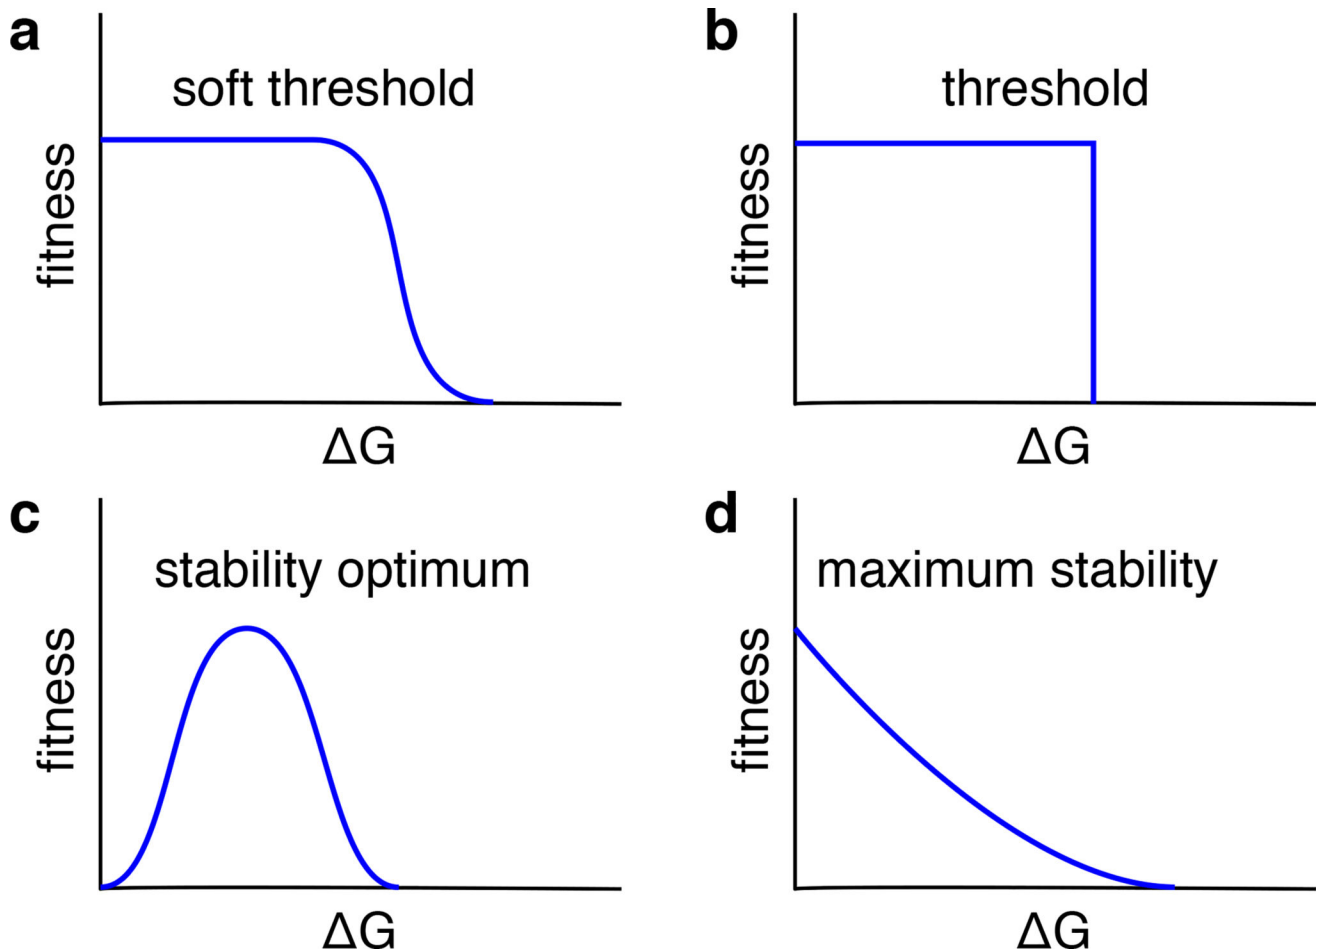 a
soft threshold
fitness
ΔG
b
threshold
fitness
ΔG
c
stability optimum
fitness
ΔG
d
maximum stability
fitness
ΔG